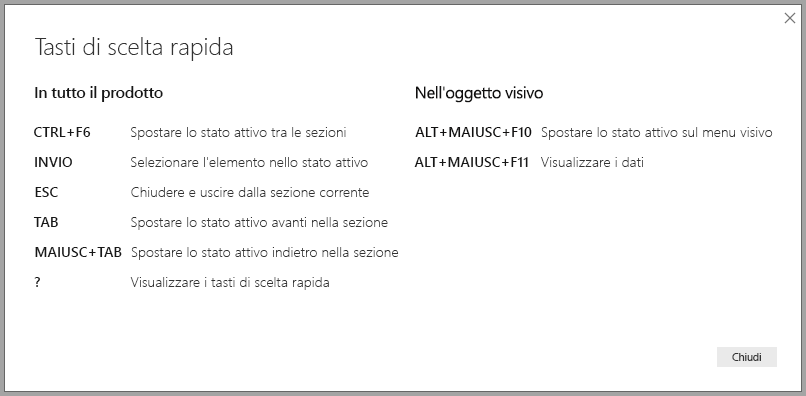 Tasti di scelta rapida
In tutto il prodotto
CTRL+F6 Spostare lo stato attivo tra le sezioni
INVIO Selezionare l'elemento nello stato attivo
ESC Chiudere e uscire dalla sezione corrente
TAB Spostare lo stato attivo avanti nella sezione
MAIUSC+TAB Spostare lo stato attivo indietro nella sezione
? Visualizzare i tasti di scelta rapida
Nell'oggetto visivo
ALT+MAIUSC+F10 Spostare lo stato attivo sul menu visivo
ALT+MAIUSC+F11 Visualizzare i dati
Chiudi